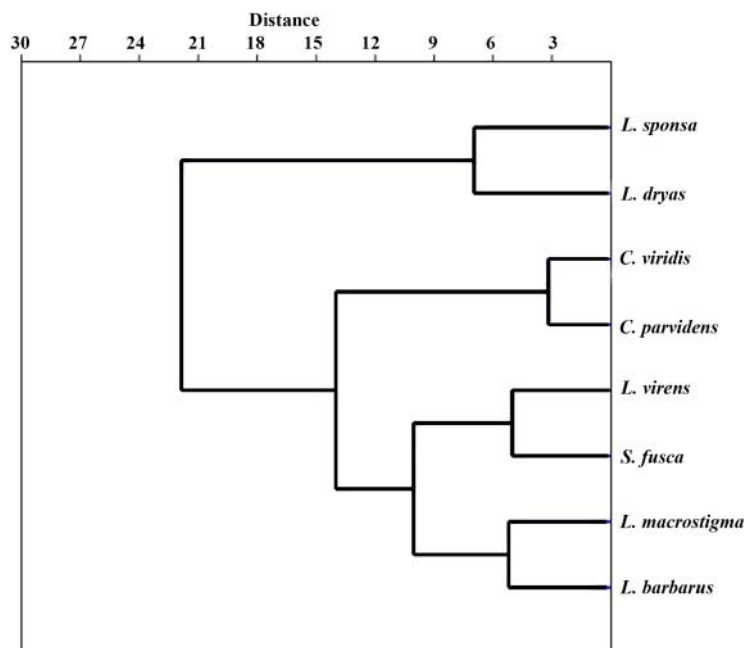 Distance
30 27 24 21 18 15 12 9 6 3
L. sponsa
L. dryas
C. viridis
C. parvidens
L. virens
S. fusca
L. macrostigma
L. barbarus